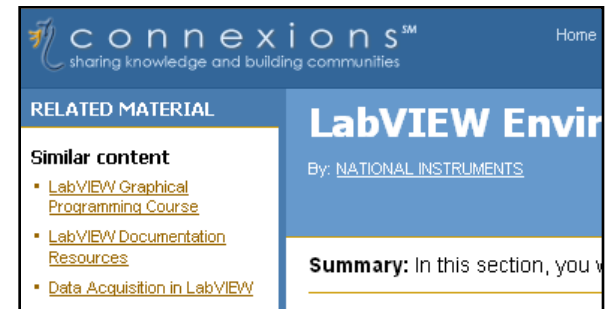 connexions℠
sharing knowledge and building communities
Home
RELATED MATERIAL
Similar content
▪ LabVIEW Graphical
Programming Course
▪ LabVIEW Documentation
Resources
▪ Data Acquisition in LabVIEW
LabVIEW Envir
By: NATIONAL INSTRUMENTS
Summary: In this section, you